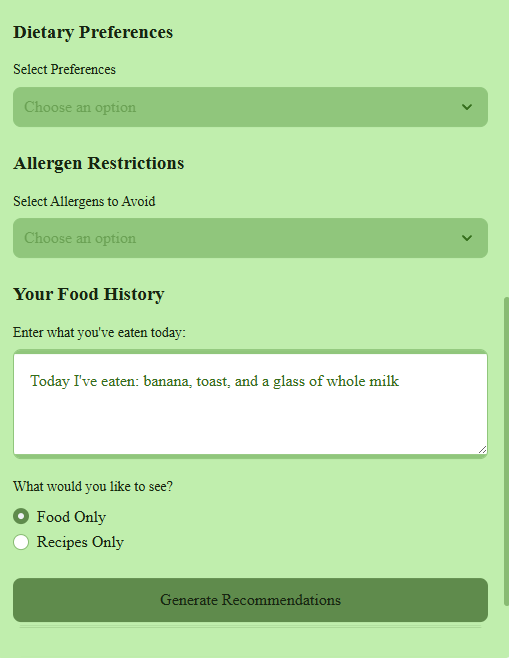 Dietary Preferences
Select Preferences
Choose an option
Allergen Restrictions
Select Allergens to Avoid
Choose an option
Your Food History
Enter what you've eaten today:
Today I've eaten: banana, toast, and a glass of whole milk
What would you like to see?
Food Only
Recipes Only
Generate Recommendations